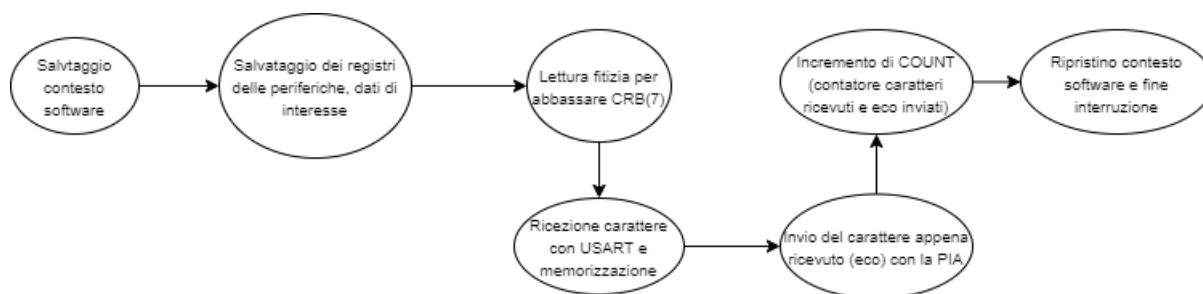 Salvtaggio
contesto
software
Salvataggio dei registri
delle periferiche, dati di
interesse
Lettura fitizia per
abbassare CRB(7)
Ricezione carattere
con USART e
memorizzazione
Invio del carattere appena
ricevuto (eco) con la PIA
Incremento di COUNT
(contatore caratteri
ricevuti e eco inviati)
Ripristino contesto
software e fine
interruzione